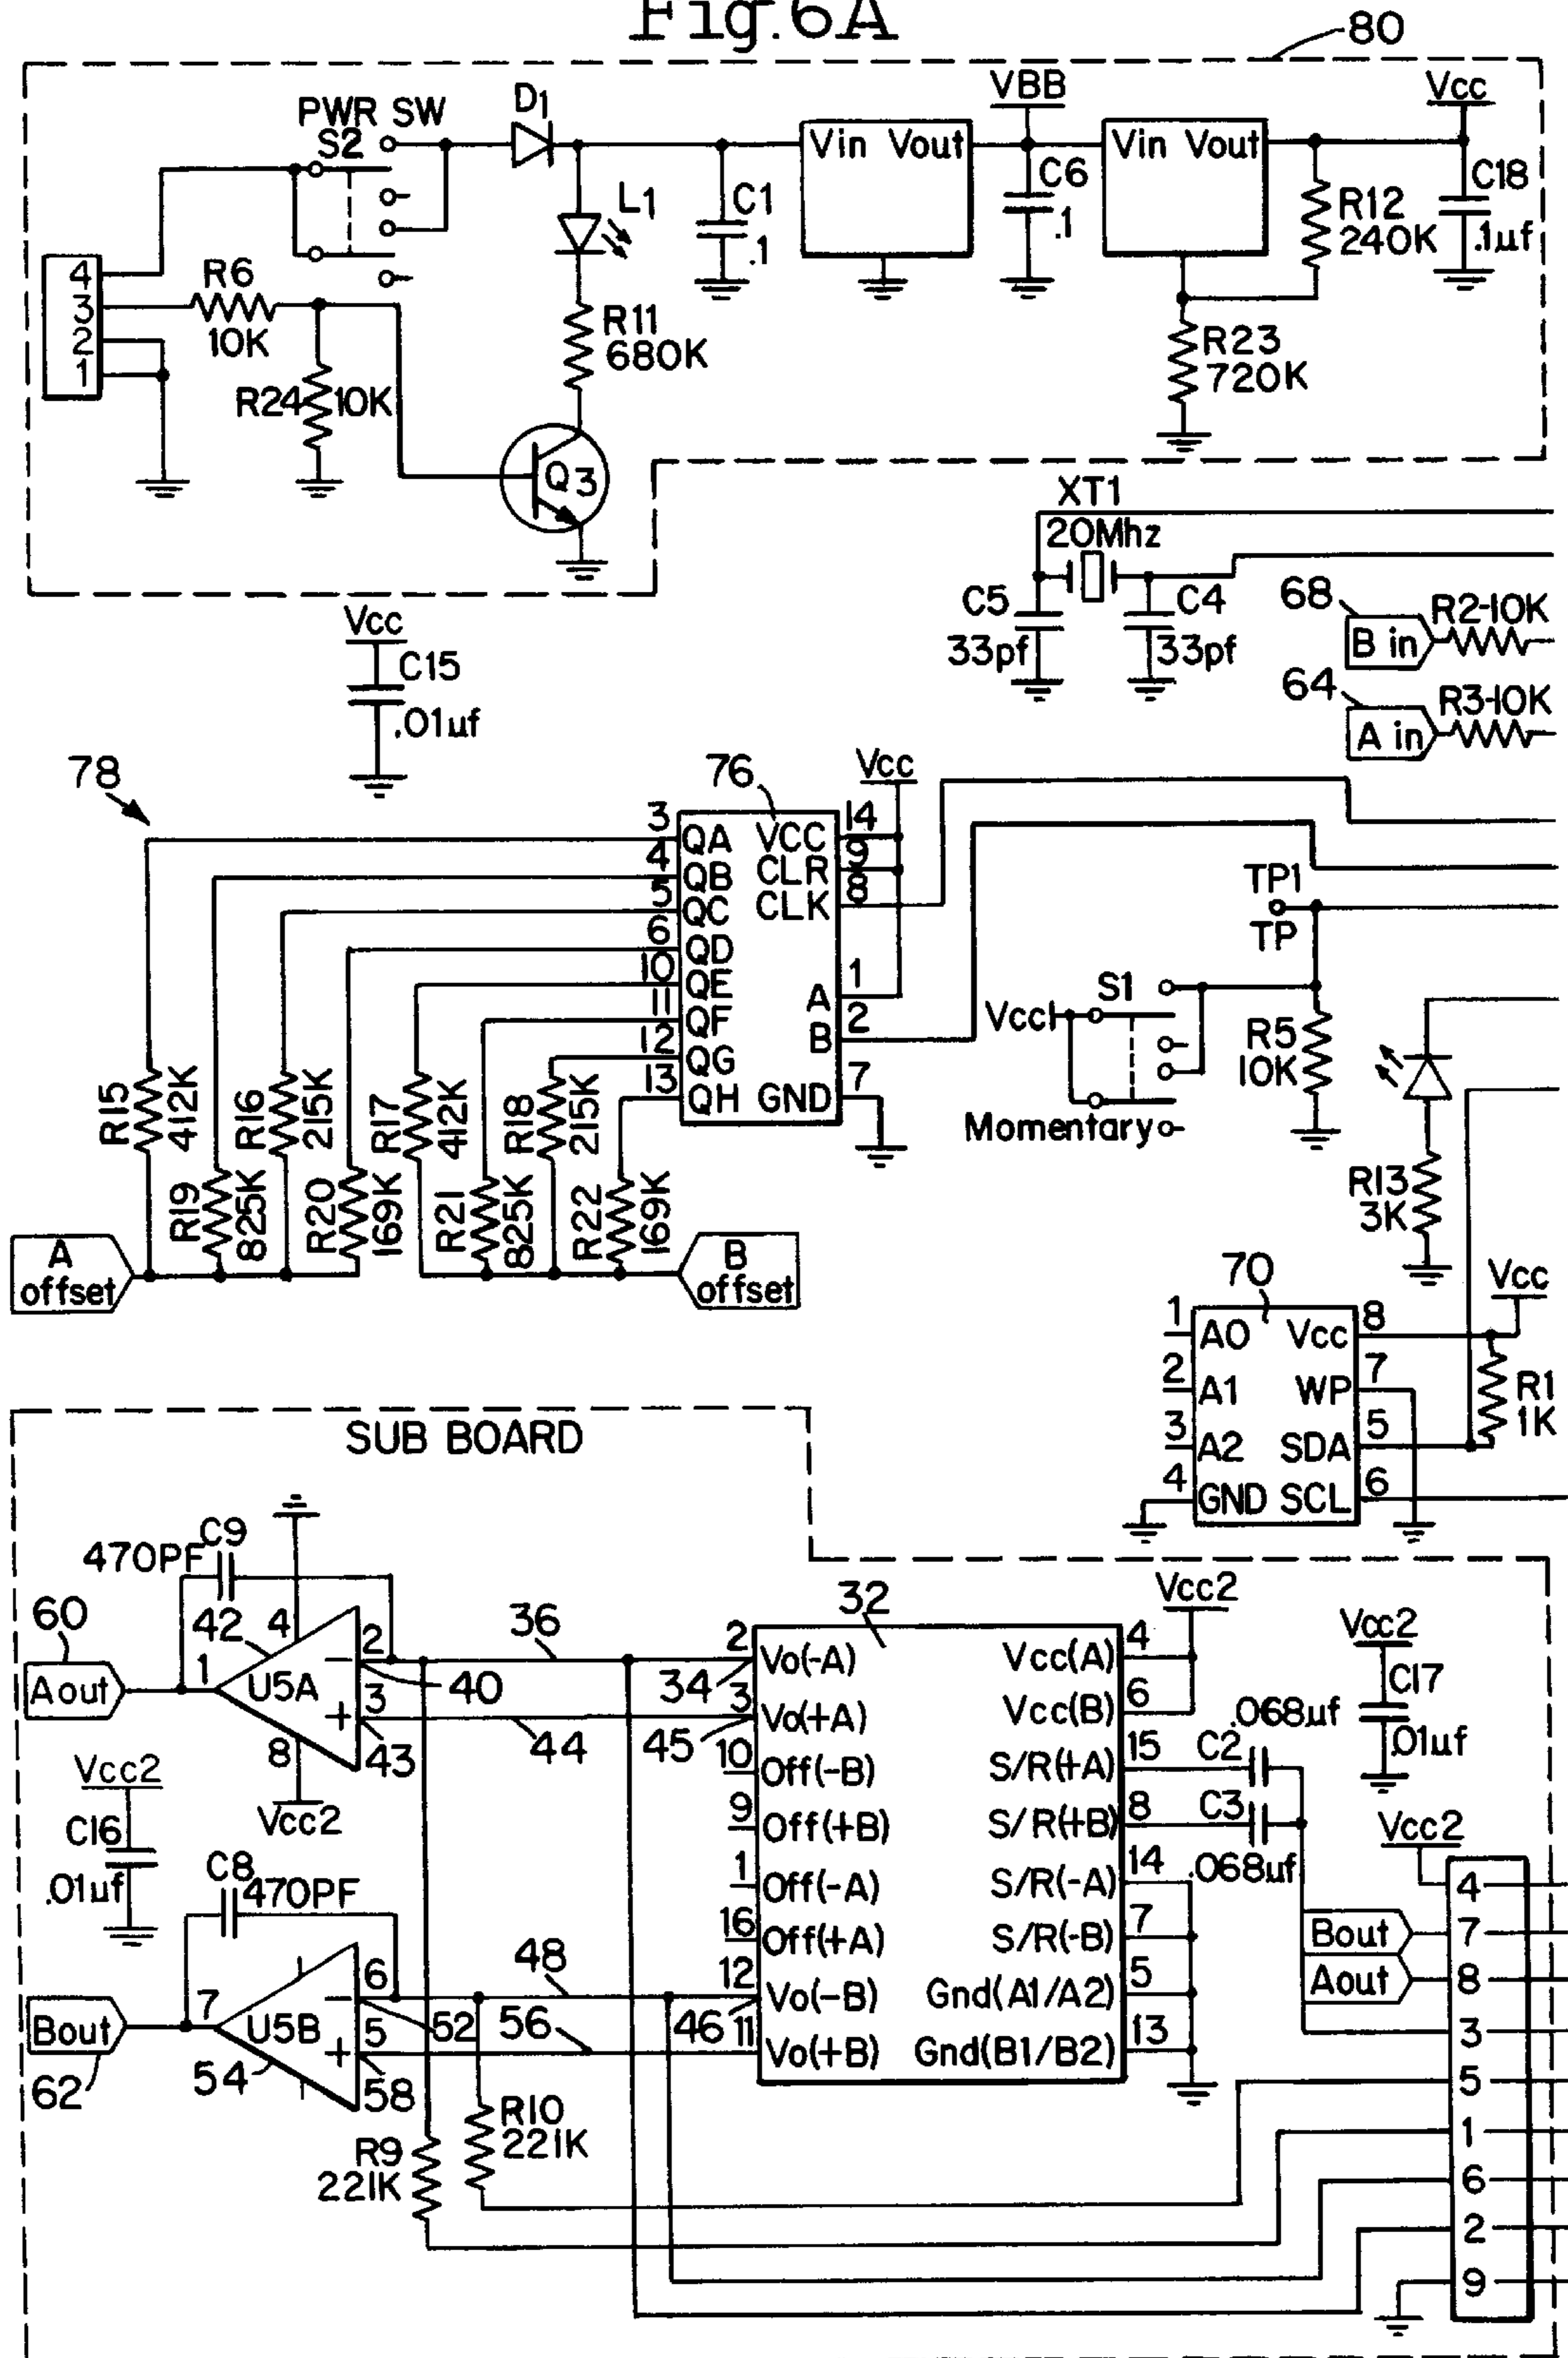 Fig.6A
80
PWR SW
S2
D1
VBB
Vcc
Vin Vout
Vin Vout
L1
C1
.1
C6
.1
R12
240K
C18
.1µf
4
3
2
1
R6
10K
R24
10K
R11
680K
R23
720K
Q3
XT1
20Mhz
C5
33pf
C4
33pf
68
B in
R2-10K
64
A in
R3-10K
Vcc
C15
.01µf
78
76
Vcc
3
QA
VCC
14
4
QB
CLR
9
5
QC
CLK
8
6
QD
10
QE
A
1
11
QF
B
2
12
QG
13
QH
GND
7
TP1
TP
Vcc
S1
Momentary
R5
10K
R13
3K
R15
412K
R19
825K
R16
215K
R20
169K
R17
412K
R21
825K
R18
215K
R22
169K
A
offset
B
offset
70
Vcc
1
A0
Vcc
8
2
A1
WP
7
3
A2
SDA
5
4
GND
SCL
6
R1
1K
SUB BOARD
C9
470PF
60
42
4
2
36
32
Vcc2
Aout
1
U5A
−
40
34
2
Vo(-A)
Vcc(A)
4
+
3
43
44
45
3
Vo(+A)
Vcc(B)
6
8
Vcc2
10
Off(-B)
S/R(+A)
15
C2
.068µf
Vcc2
C17
.01µf
9
Off(+B)
S/R(+B)
8
C3
.068µf
Vcc2
C16
.01µf
1
Off(-A)
S/R(-A)
14
C8
470PF
16
Off(+A)
S/R(-B)
7
12
Vo(-B)
Gnd(A1/A2)
5
11
Vo(+B)
Gnd(B1/B2)
13
Bout
7
U5B
−
6
52
48
46
+
5
58
56
62
54
R10
221K
R9
221K
Vcc2
4
Bout
7
Aout
8
3
5
1
6
2
9